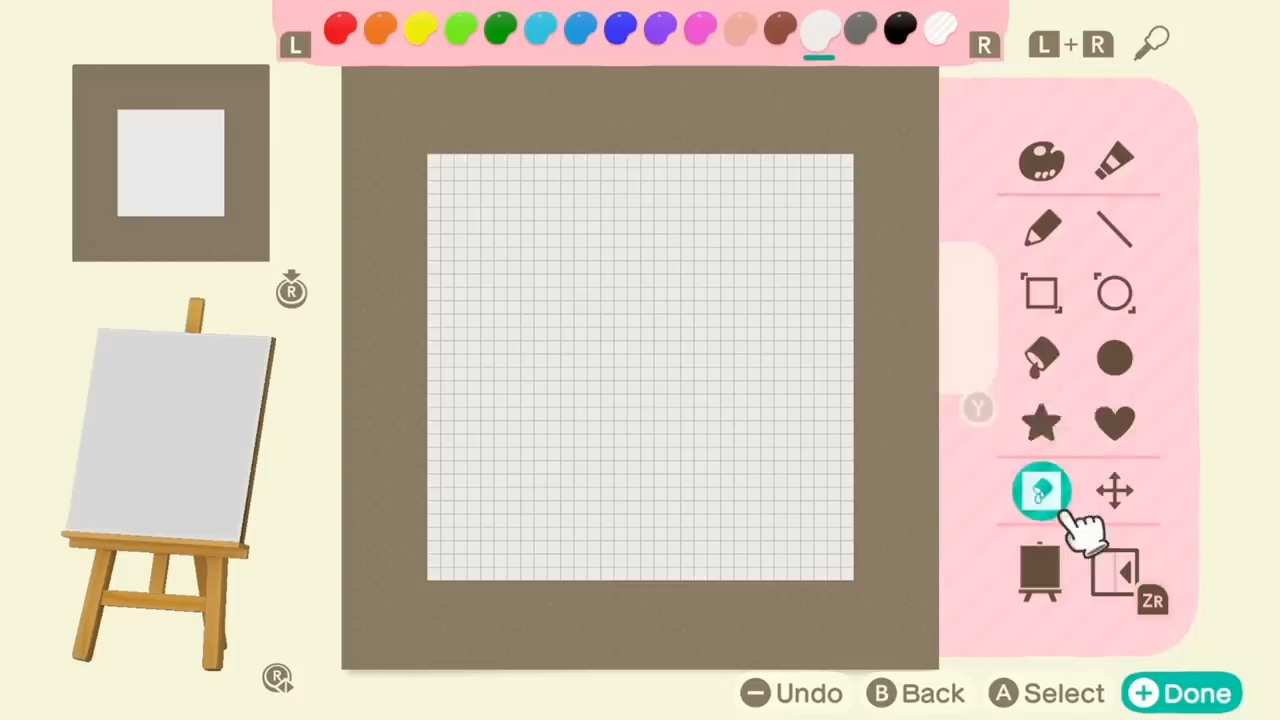 L
R
L + R
R
Y
ZR
R
− Undo
B Back
A Select
+ Done